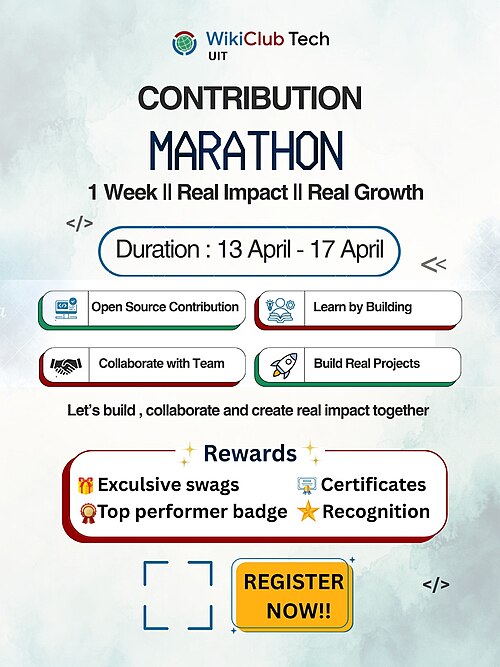 WikiClub Tech
UIT
CONTRIBUTION
MARATHON
1 Week || Real Impact || Real Growth
</>
Duration : 13 April - 17 April
<<
Open Source Contribution
Learn by Building
Collaborate with Team
Build Real Projects
Let's build , collaborate and create real impact together
Rewards
Exculsive swags
Certificates
Top performer badge
Recognition
REGISTER
NOW!!
</>